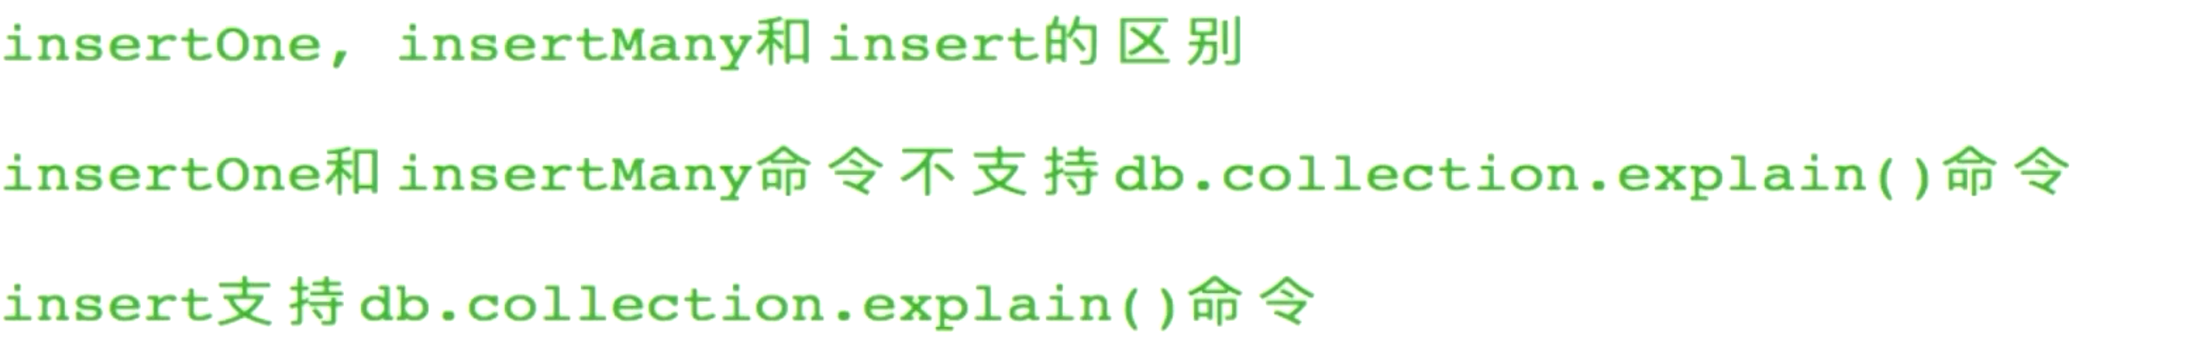 insertOne, insertMany和insert的区别
insertOne和insertMany命令不支持db.collection.explain()命令
insert支持db.collection.explain()命令